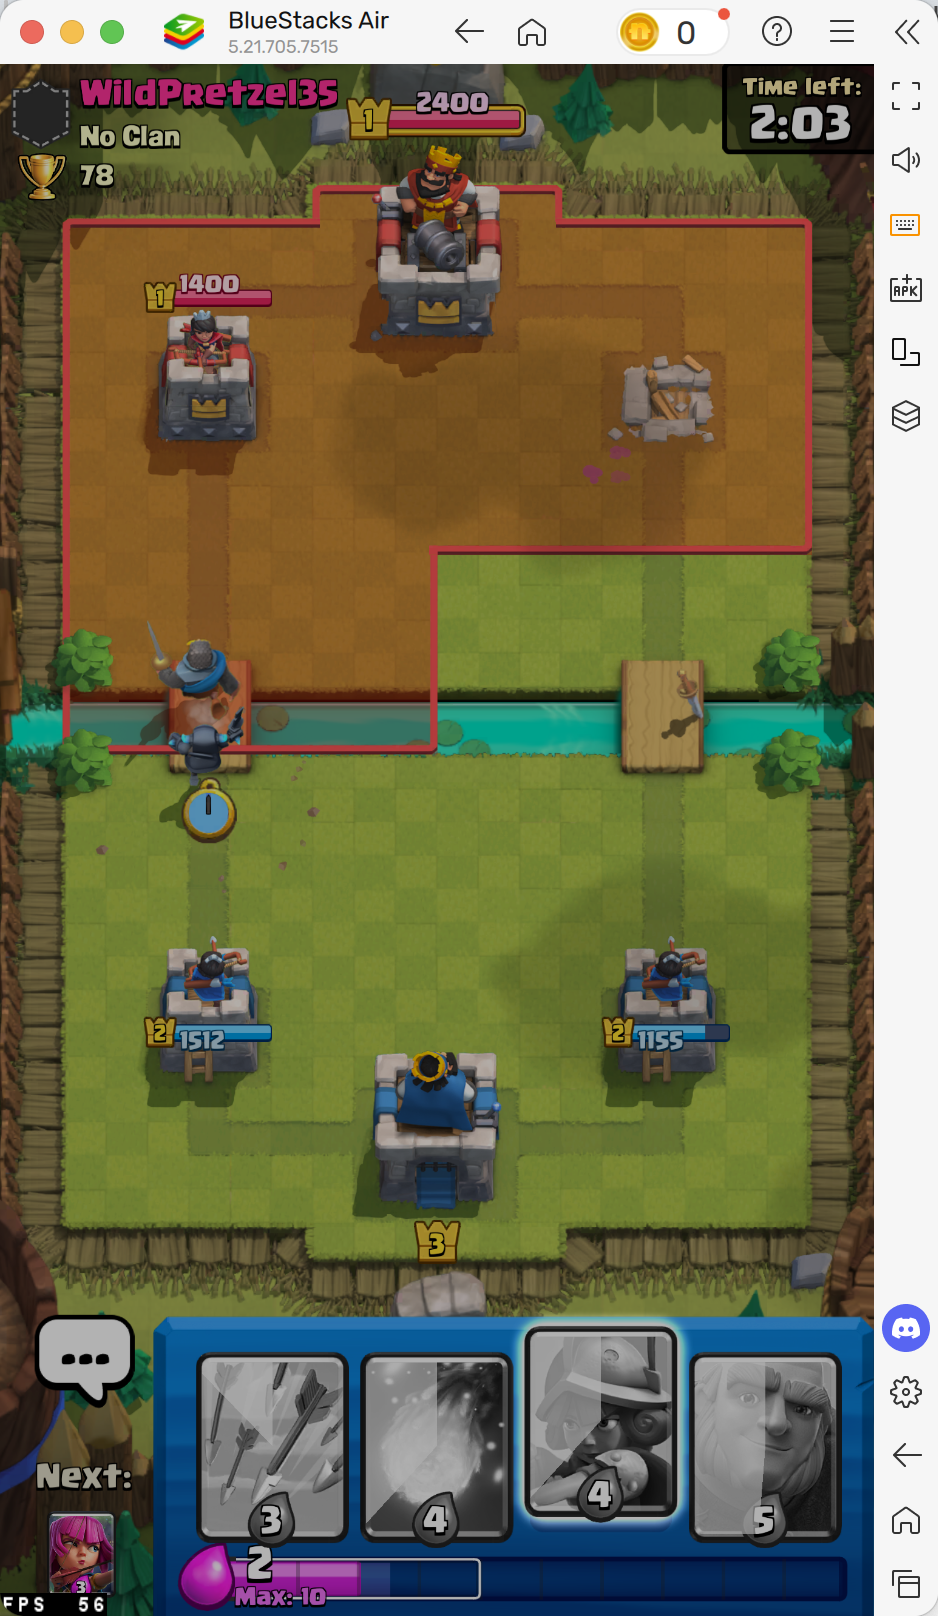 BlueStacks Air
5.21.705.7515
0
WildPretzel35
No Clan
78
1
2400
Time left:
2:03
1
1400
APK
2
1512
2
1155
3
...
Next:
3
3
4
4
5
2
Max: 10
FPS 56